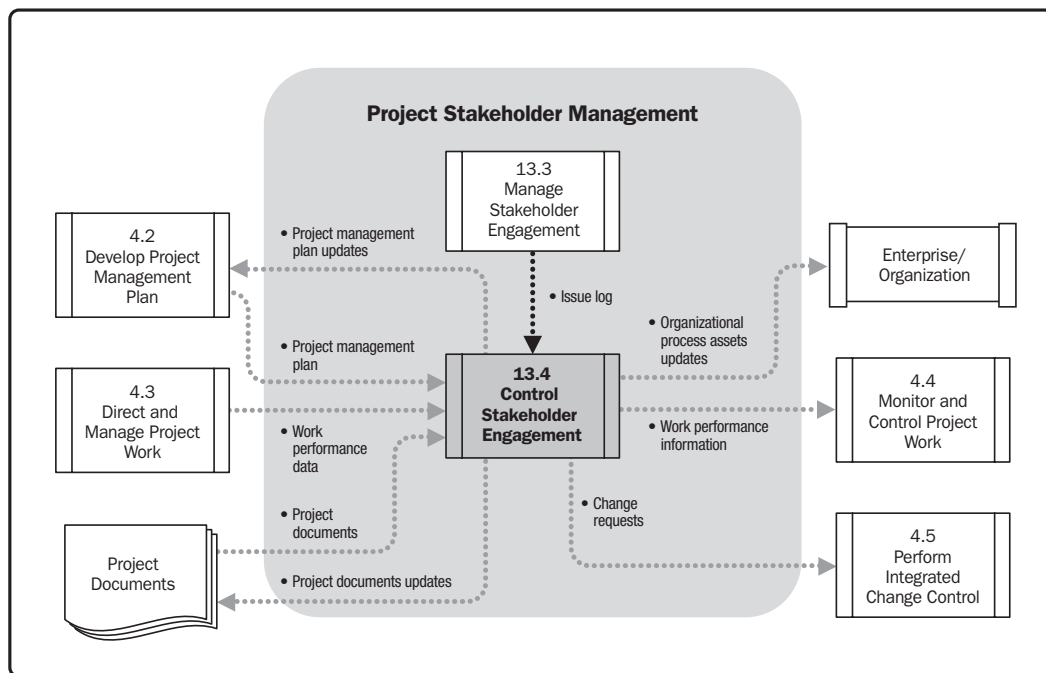 Project Stakeholder Management
13.3
Manage
Stakeholder
Engagement
4.2
Develop Project
Management
Plan
• Project management
plan updates
Enterprise/
Organization
• Issue log
• Organizational
process assets
updates
• Project management
plan
13.4
Control
Stakeholder
Engagement
4.3
Direct and
Manage Project
Work
4.4
Monitor and
Control Project
Work
• Work
performance
data
• Work performance
information
• Change
requests
• Project
documents
Project
Documents
• Project documents updates
4.5
Perform
Integrated
Change Control